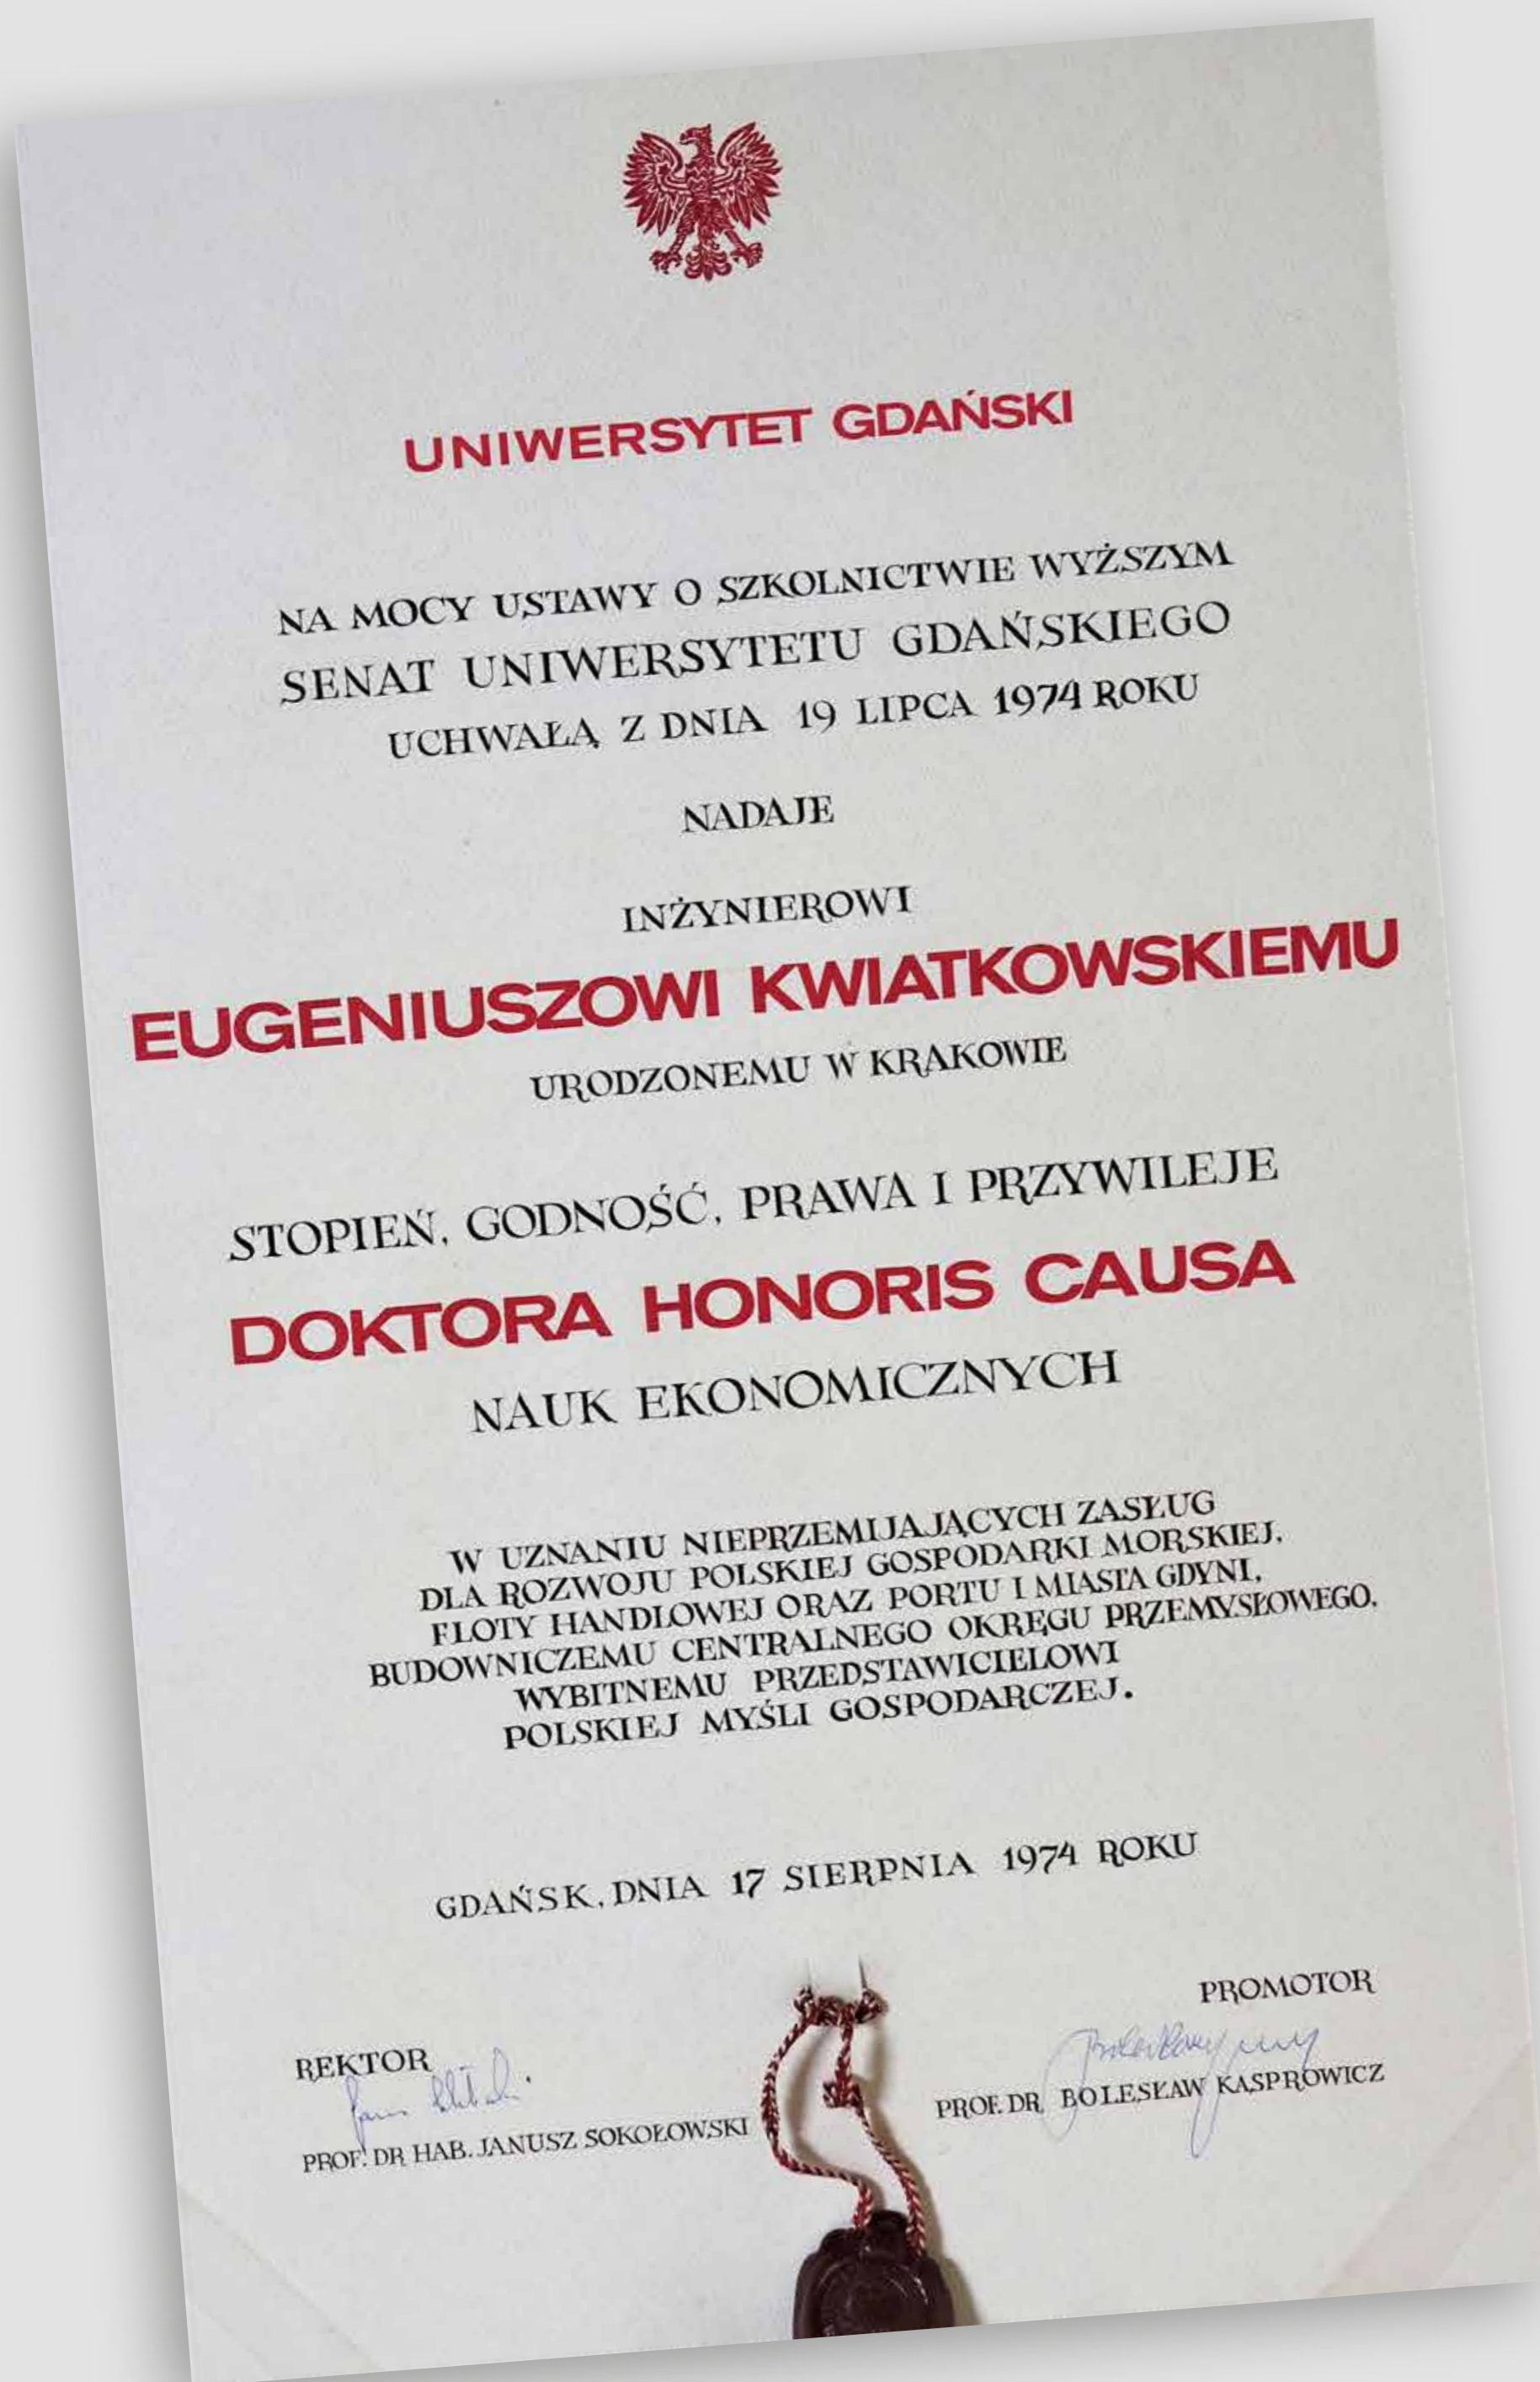 UNIWERSYTET GDAŃSKI
NA MOCY USTAWY O SZKOLNICTWIE WYŻSZYM
SENAT UNIWERSYTETU GDAŃSKIEGO
UCHWAŁĄ Z DNIA 19 LIPCA 1974 ROKU
NADAJE
INŻYNIEROWI
EUGENIUSZOWI KWIATKOWSKIEMU
URODZONEMU W KRAKOWIE
STOPIEŃ, GODNOŚĆ, PRAWA I PRZYWILEJE
DOKTORA HONORIS CAUSA
NAUK EKONOMICZNYCH
W UZNANIU NIEPRZEMIJAJĄCYCH ZASŁUG
DLA ROZWOJU POLSKIEJ GOSPODARKI MORSKIEJ,
FLOTY HANDLOWEJ ORAZ PORTU I MIASTA GDYNI,
BUDOWNICZEMU CENTRALNEGO OKRĘGU PRZEMYSŁOWEGO,
WYBITNEMU PRZEDSTAWICIELOWI
POLSKIEJ MYŚLI GOSPODARCZEJ.
GDAŃSK, DNIA 17 SIERPNIA 1974 ROKU
REKTOR
PROF. DR HAB. JANUSZ SOKOŁOWSKI
PROMOTOR
PROF. DR BOLESŁAW KASPROWICZ